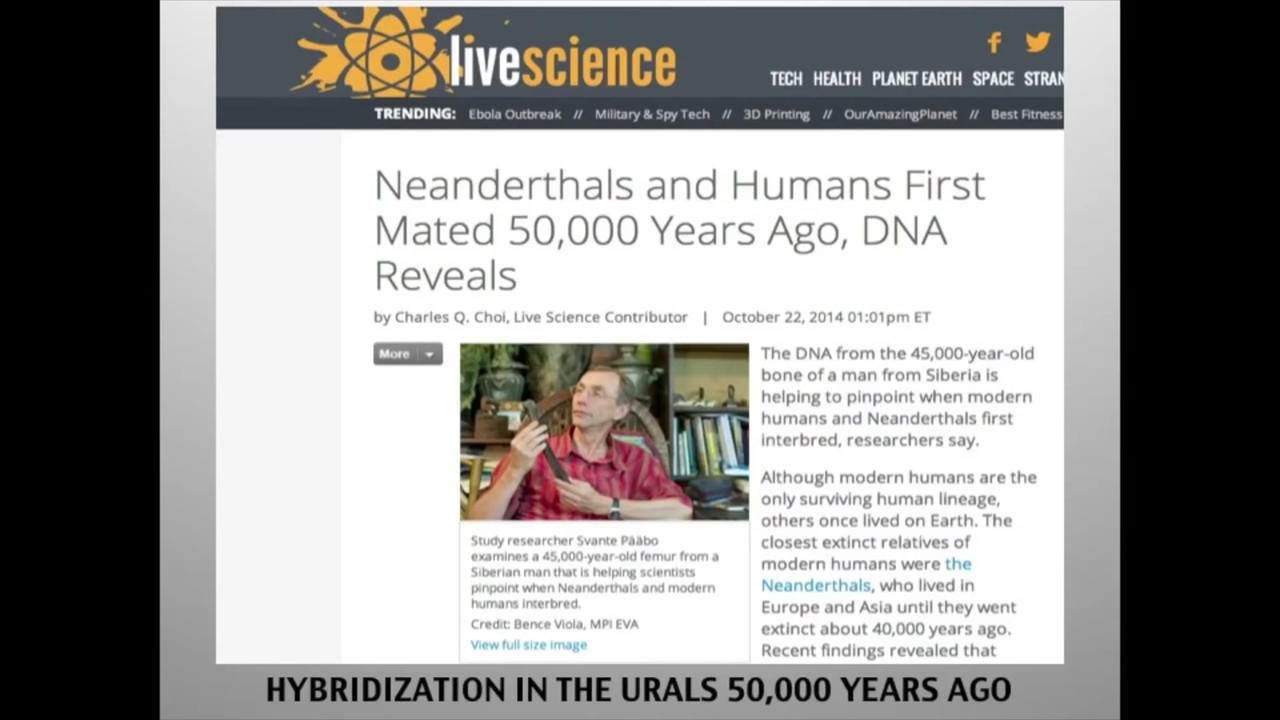 livescience
TECH HEALTH PLANET EARTH SPACE STRAN
TRENDING: Ebola Outbreak // Military & Spy Tech // 3D Printing // OurAmazingPlanet // Best Fitness
Neanderthals and Humans First
Mated 50,000 Years Ago, DNA
Reveals
by Charles Q. Choi, Live Science Contributor | October 22, 2014 01:01pm ET
More
Study researcher Svante Pääbo
examines a 45,000-year-old femur from a
Siberian man that is helping scientists
pinpoint when Neanderthals and modern
humans interbred.
Credit: Bence Viola, MPI EVA
View full size image
The DNA from the 45,000-year-old
bone of a man from Siberia is
helping to pinpoint when modern
humans and Neanderthals first
interbred, researchers say.
Although modern humans are the
only surviving human lineage,
others once lived on Earth. The
closest extinct relatives of
modern humans were the
Neanderthals, who lived in
Europe and Asia until they went
extinct about 40,000 years ago.
Recent findings revealed that
HYBRIDIZATION IN THE URALS 50,000 YEARS AGO